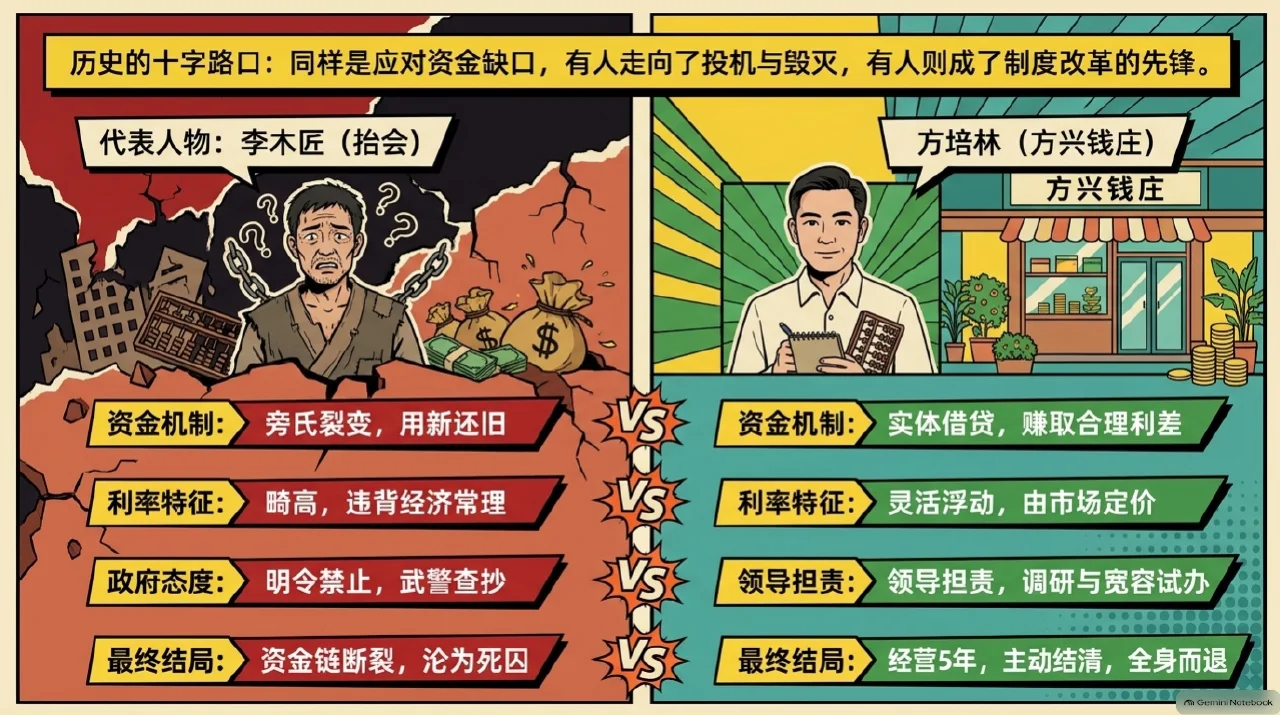 历史的十字路口：同样是应对资金缺口，有人走向了投机与毁灭，有人则成了制度改革的先锋。
代表人物：李木匠（抬会）
方培林（方兴钱庄）
方兴钱庄
资金机制：
旁氏裂变，用新还旧
VS
资金机制：
实体借贷，赚取合理利差
利率特征：
畸高，违背经济常理
VS
利率特征：
灵活浮动，由市场定价
政府态度：
明令禁止，武警查抄
VS
领导担责：
领导担责，调研与宽容试办
最终结局：
资金链断裂，沦为死囚
VS
最终结局：
经营5年，主动结清，全身而退
Gemini Notebook